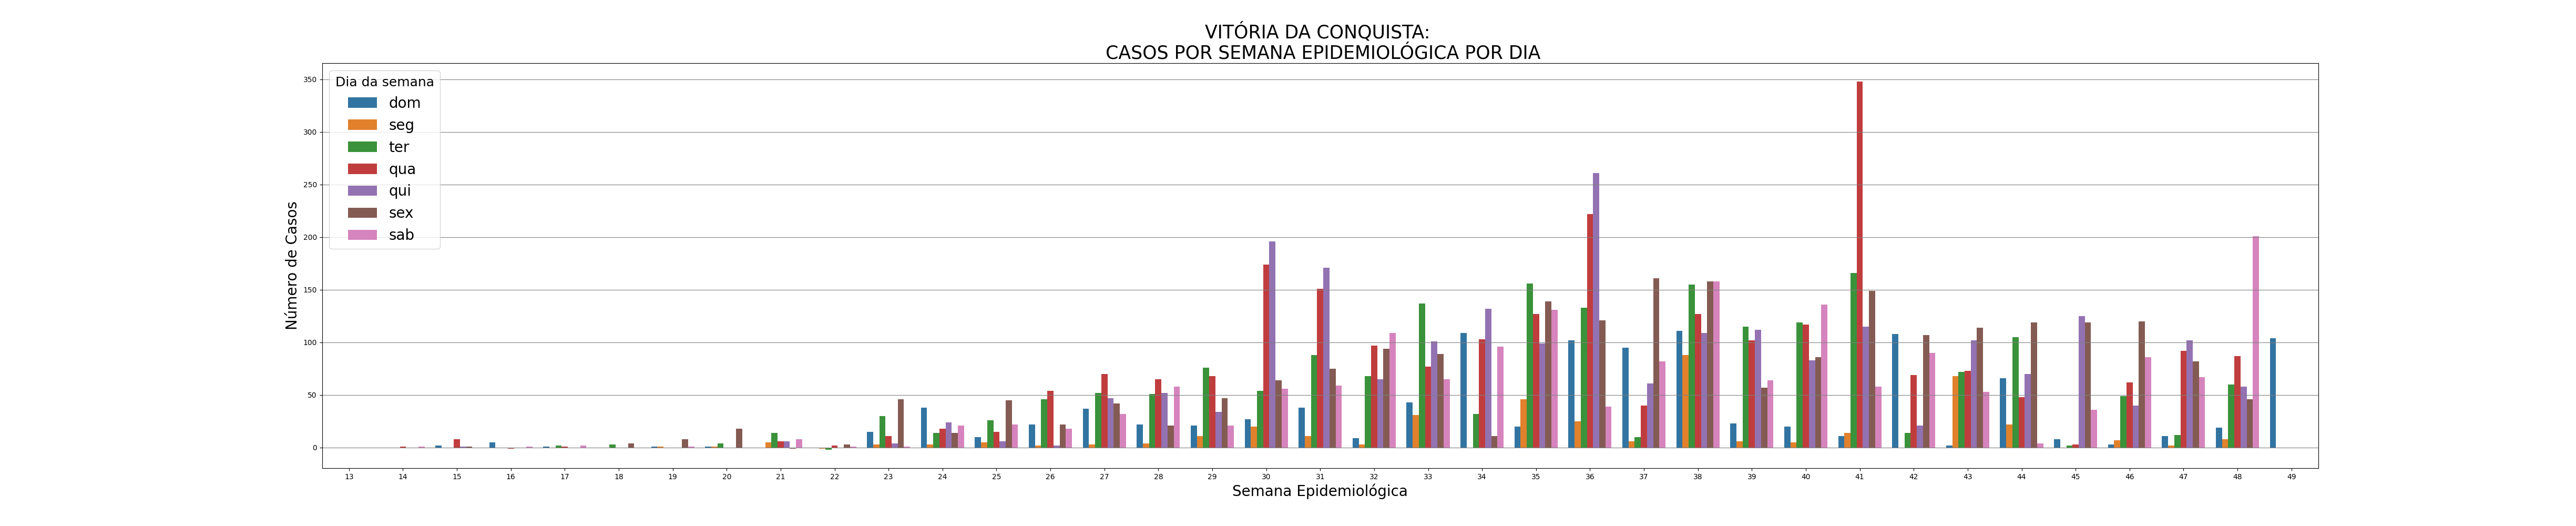 VITÓRIA DA CONQUISTA:
CASOS POR SEMANA EPIDEMIOLÓGICA POR DIA
Dia da semana
dom
seg
ter
qua
qui
sex
sab
Número de Casos
350
300
250
200
150
100
50
0
13 14 15 16 17 18 19 20 21 22 23 24 25 26 27 28 29 30 31 32 33 34 35 36 37 38 39 40 41 42 43 44 45 46 47 48 49
Semana Epidemiológica